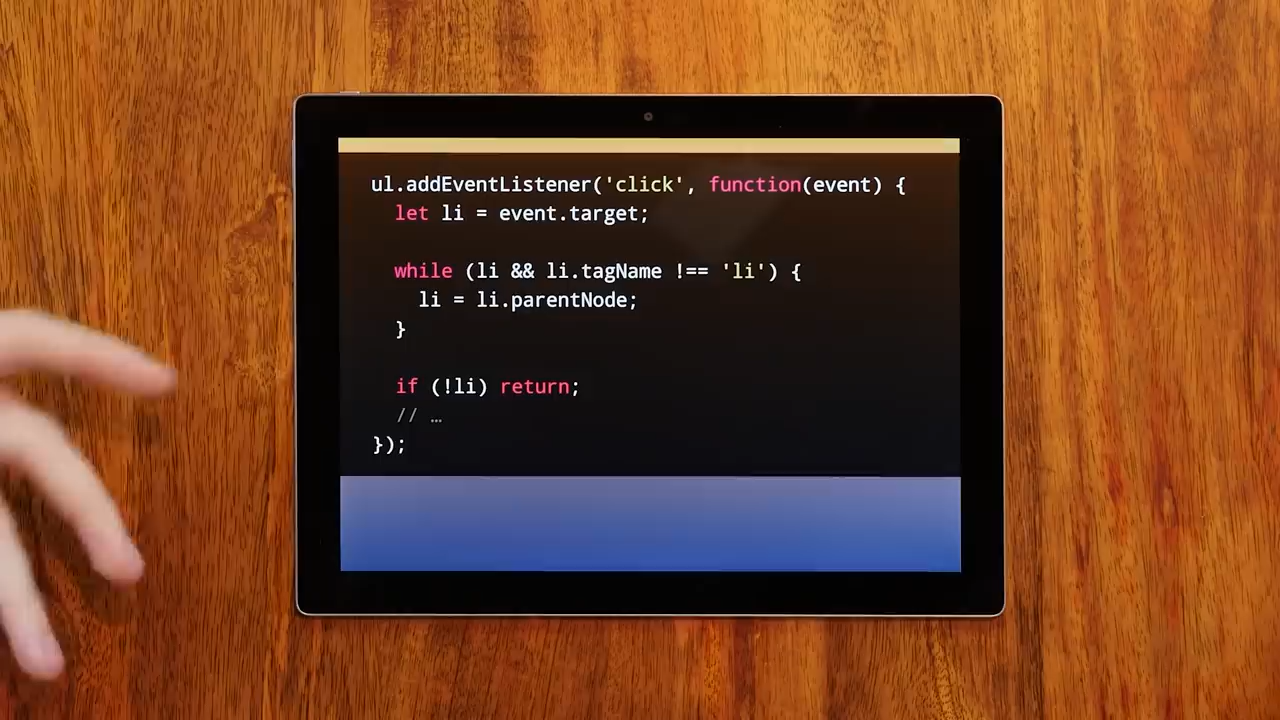 ul.addEventListener('click', function(event) {
let li = event.target;
while (li && li.tagName !== 'li') {
li = li.parentNode;
}
if (!li) return;
// …
});